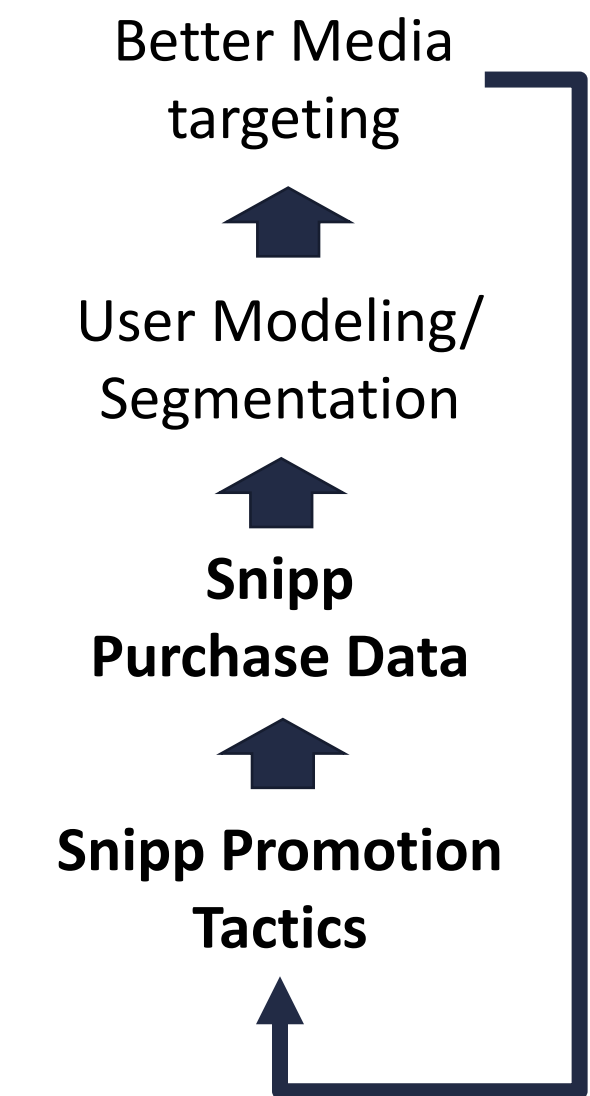 Better Media
targeting
User Modeling/
Segmentation
Snipp
Purchase Data
Snipp Promotion
Tactics